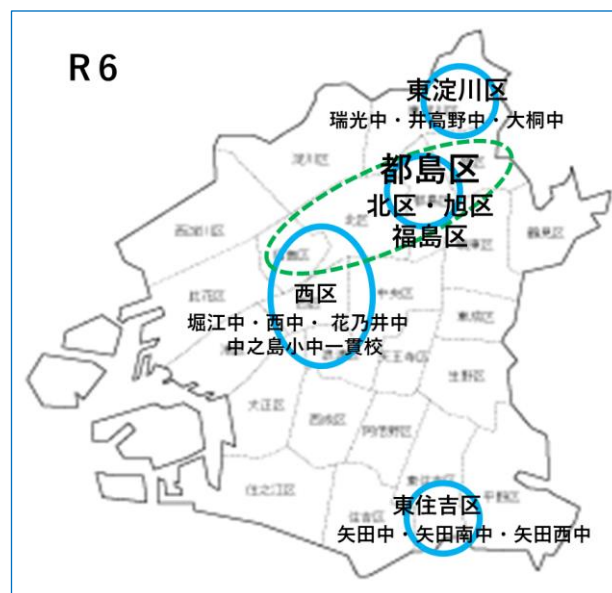 R6
東淀川区
瑞光中・井高野中・大桐中
淀川区
都島区
北区・旭区
北区
福島区
西淀川区
鶴見区
此花区
西区
中央区
堀江中・西中・ 花乃井中
東成区
中之島小中一貫校
天王寺区
生野区
大正区
西成区
阿倍野区
東住吉区
平野区
住之江区
住吉区
東住吉区
矢田中・矢田南中・矢田西中